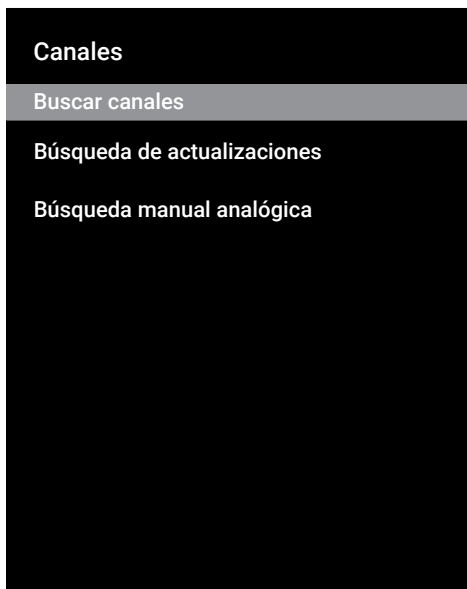 Canales
Buscar canales
Búsqueda de actualizaciones
Búsqueda manual analógica